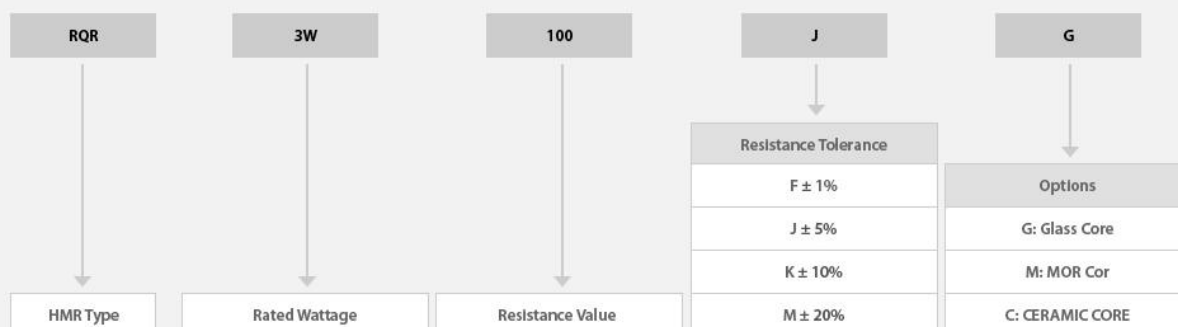 RQR 3W 100 J G
Resistance Tolerance
F ± 1% Options
J ± 5% G: Glass Core
K ± 10% M: MOR Cor
HMR Type Rated Wattage Resistance Value M ± 20% C: CERAMIC CORE